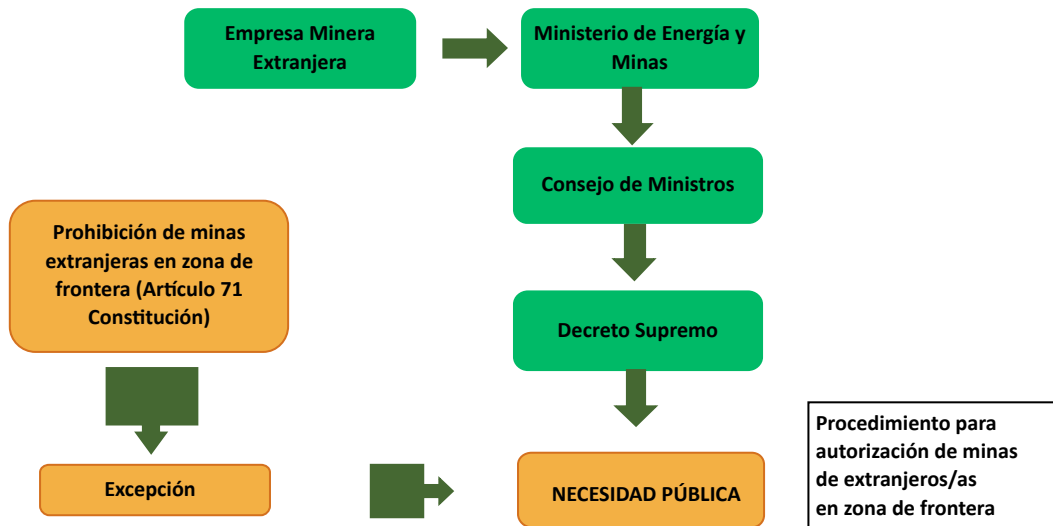 Empresa Minera
Extranjera
Ministerio de Energía y
Minas
Consejo de Ministros
Prohibición de minas
extranjeras en zona de
frontera (Artículo 71
Constitución)
Decreto Supremo
Excepción
NECESIDAD PÚBLICA
Procedimiento para
autorización de minas
de extranjeros/as
en zona de frontera